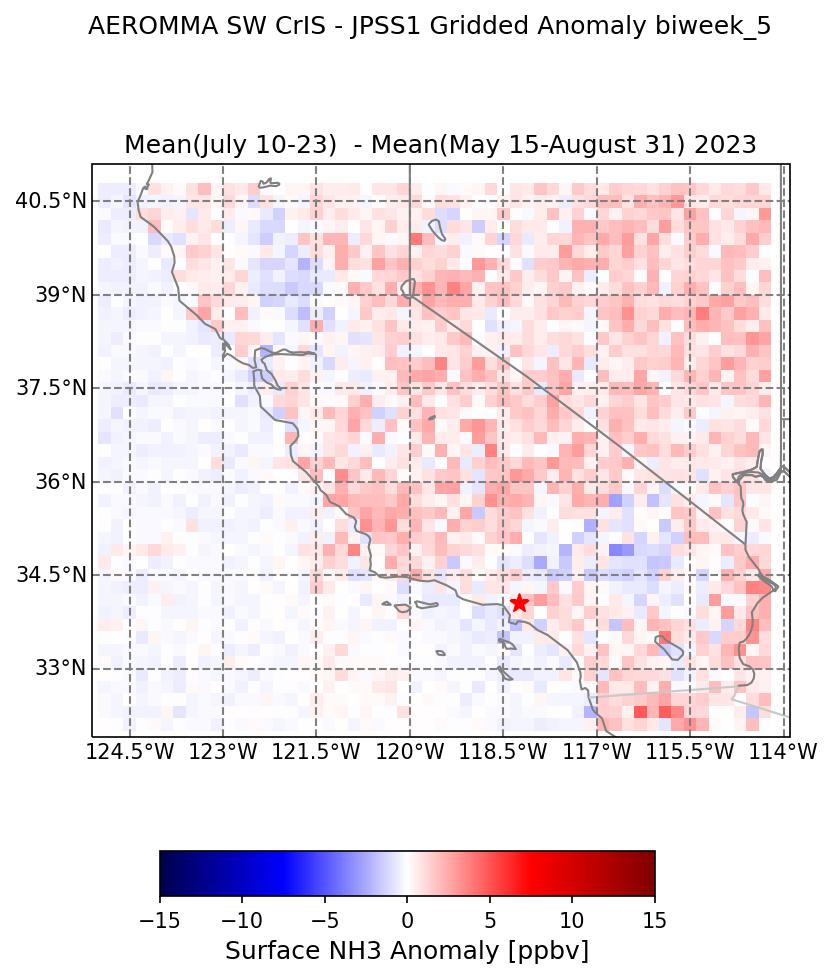 AEROMMA SW CrIS - JPSS1 Gridded Anomaly biweek_5
Mean(July 10-23)  - Mean(May 15-August 31) 2023
40.5°N
39°N
37.5°N
36°N
34.5°N
33°N
124.5°W 123°W 121.5°W 120°W 118.5°W 117°W 115.5°W 114°W
−15 −10 −5 0 5 10 15
Surface NH3 Anomaly [ppbv]